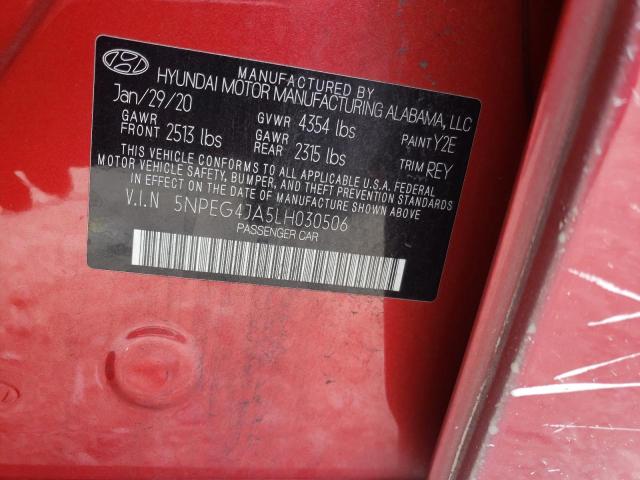 MANUFACTURED BY
HYUNDAI MOTOR MANUFACTURING ALABAMA, LLC
Jan/29/20 GVWR 4354 lbs PAINT Y2E
GAWR FRONT 2513 lbs GAWR REAR 2315 lbs TRIM REY
THIS VEHICLE CONFORMS TO ALL APPLICABLE U.S.A. FEDERAL
MOTOR VEHICLE SAFETY, BUMPER, AND THEFT PREVENTION STANDARDS
IN EFFECT ON THE DATE OF MANUFACTURE SHOWN ABOVE.
V.I.N 5NPEG4JA5LH030506
PASSENGER CAR